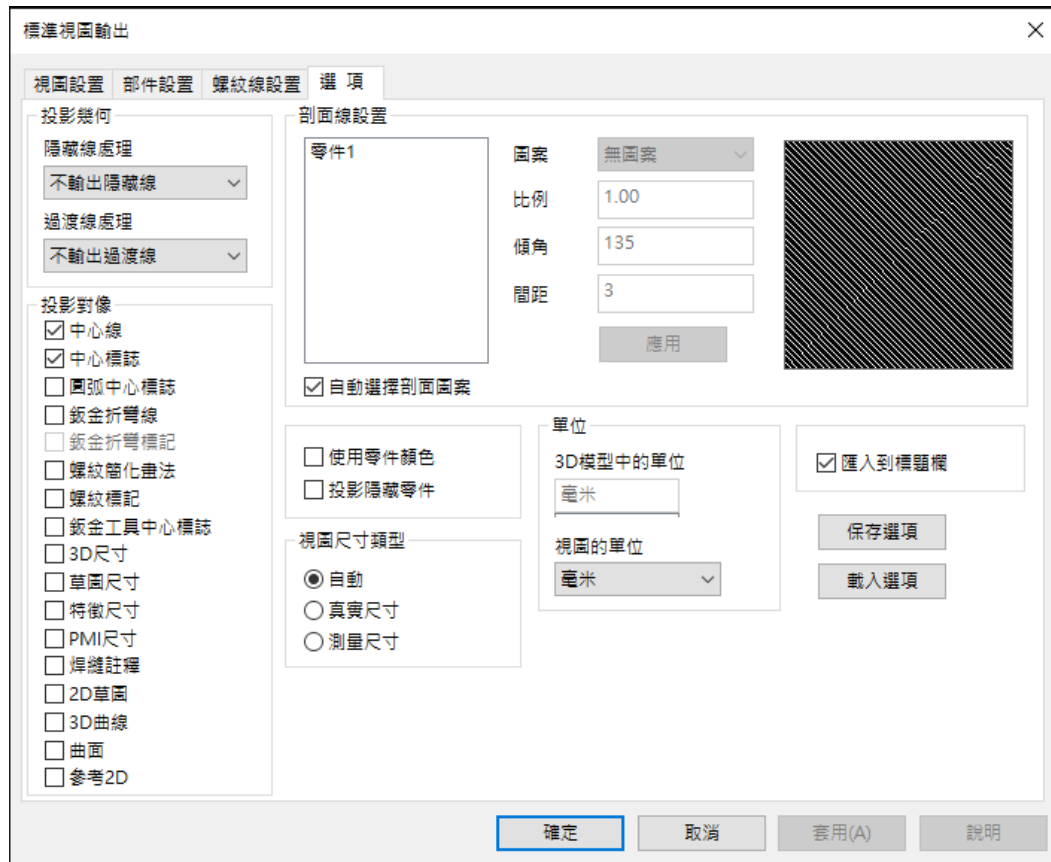 標準視圖輸出
視圖設置 部件設置 螺紋線設置 選 項
投影幾何
隱藏線處理
不輸出隱藏線
過渡線處理
不輸出過渡線
投影對像
中心線
中心標誌
圓弧中心標誌
鈑金折彎線
鈑金折彎標記
螺紋簡化畫法
螺紋標記
鈑金工具中心標誌
3D尺寸
草圖尺寸
特徵尺寸
PMI尺寸
焊縫註釋
2D草圖
3D曲線
曲面
參考2D
剖面線設置
零件1
圖案 無圖案
比例 1.00
傾角 135
間距 3
應用
自動選擇剖面圖案
使用零件顏色
投影隱藏零件
視圖尺寸類型
自動
真實尺寸
測量尺寸
單位
3D模型中的單位
毫米
視圖的單位
毫米
匯入到標題欄
保存選項
載入選項
確定 取消 套用(A) 說明